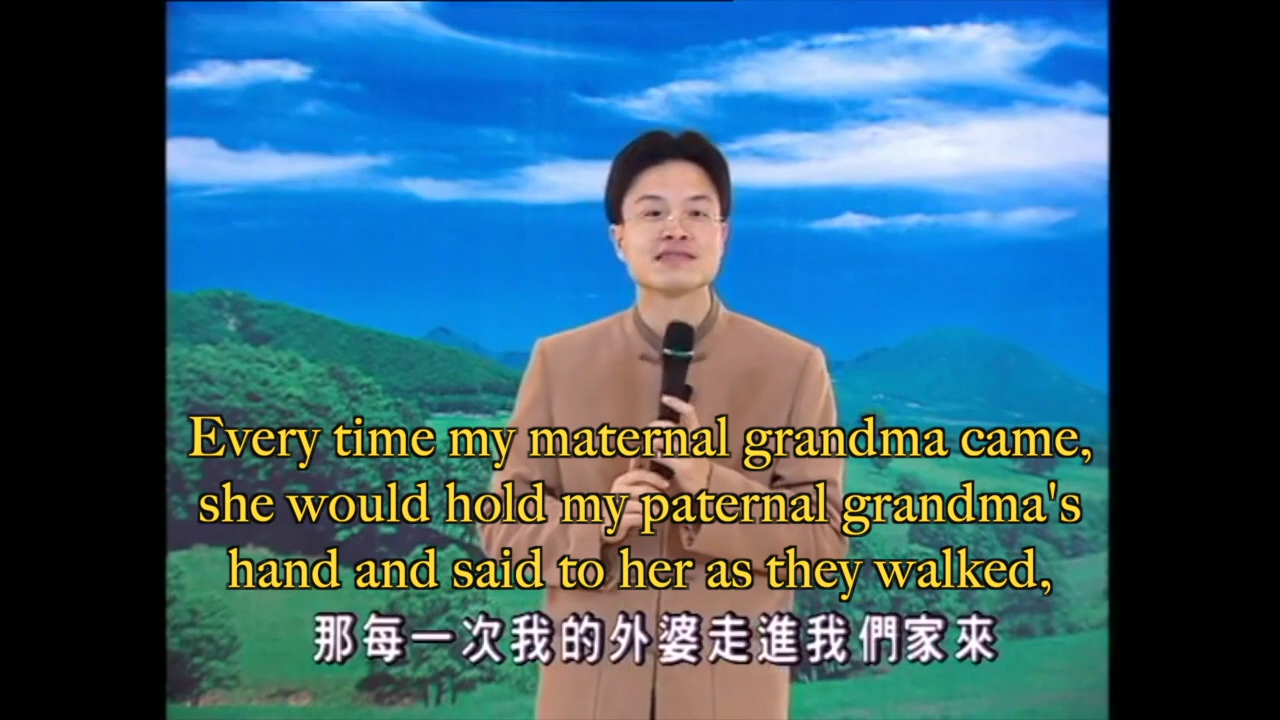 Every time my maternal grandma came,
she would hold my paternal grandma's
hand and said to her as they walked,
那每一次我的外婆走進我們家來